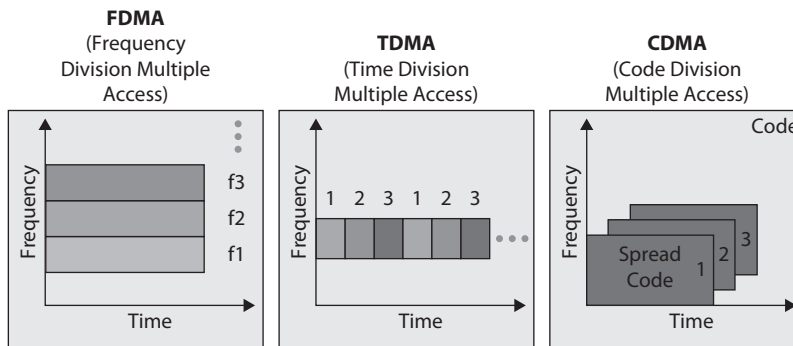 FDMA
(Frequency
Division Multiple
Access)
Frequency
f3
f2
f1
Time
TDMA
(Time Division
Multiple Access)
Frequency
1 2 3 1 2 3
Time
CDMA
(Code Division
Multiple Access)
Code
Frequency
Spread
Code
1
2
3
Time